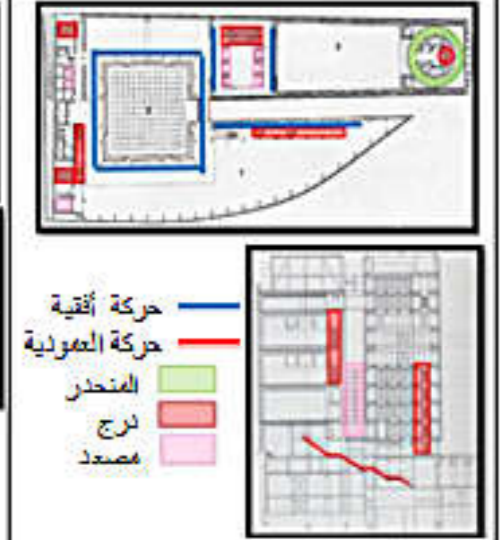 حركة أفقية
حركة العمودية
المنحدر
درج
مصعد